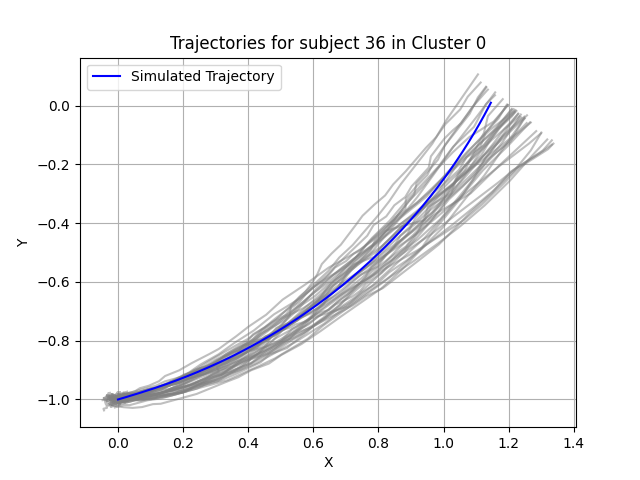 Trajectories for subject 36 in Cluster 0
Simulated Trajectory
0.0
−0.2
−0.4
−0.6
−0.8
−1.0
Y
0.0 0.2 0.4 0.6 0.8 1.0 1.2 1.4
X